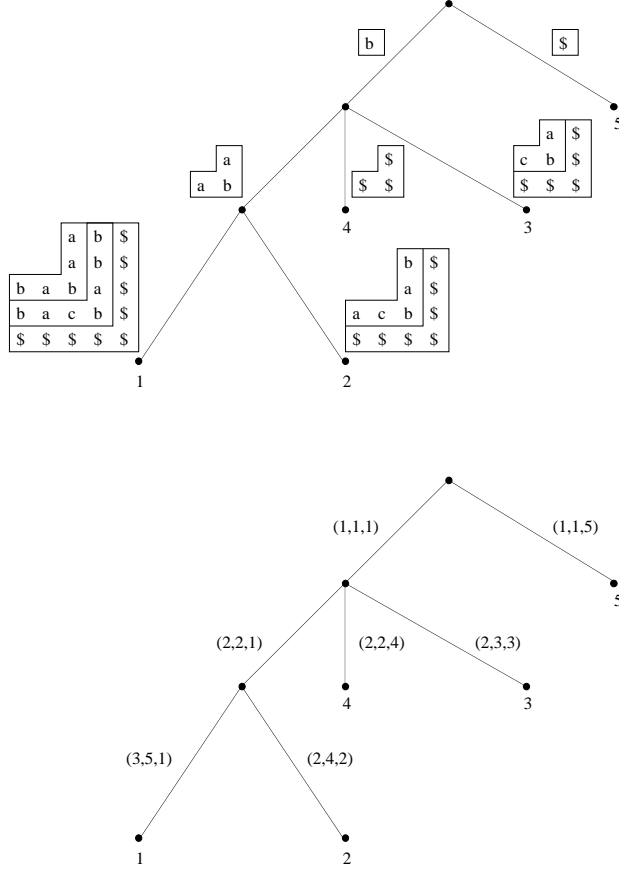 b $
5
a $
c b $
$ $ $
a
a b
$
$ $
4 3
a b $
a b $
b a b a $
b a c b $
$ $ $ $ $
b $
a $
a c b $
$ $ $ $
1 2
(1,1,1) (1,1,5)
5
(2,2,1) (2,2,4) (2,3,3)
4 3
(3,5,1) (2,4,2)
1 2